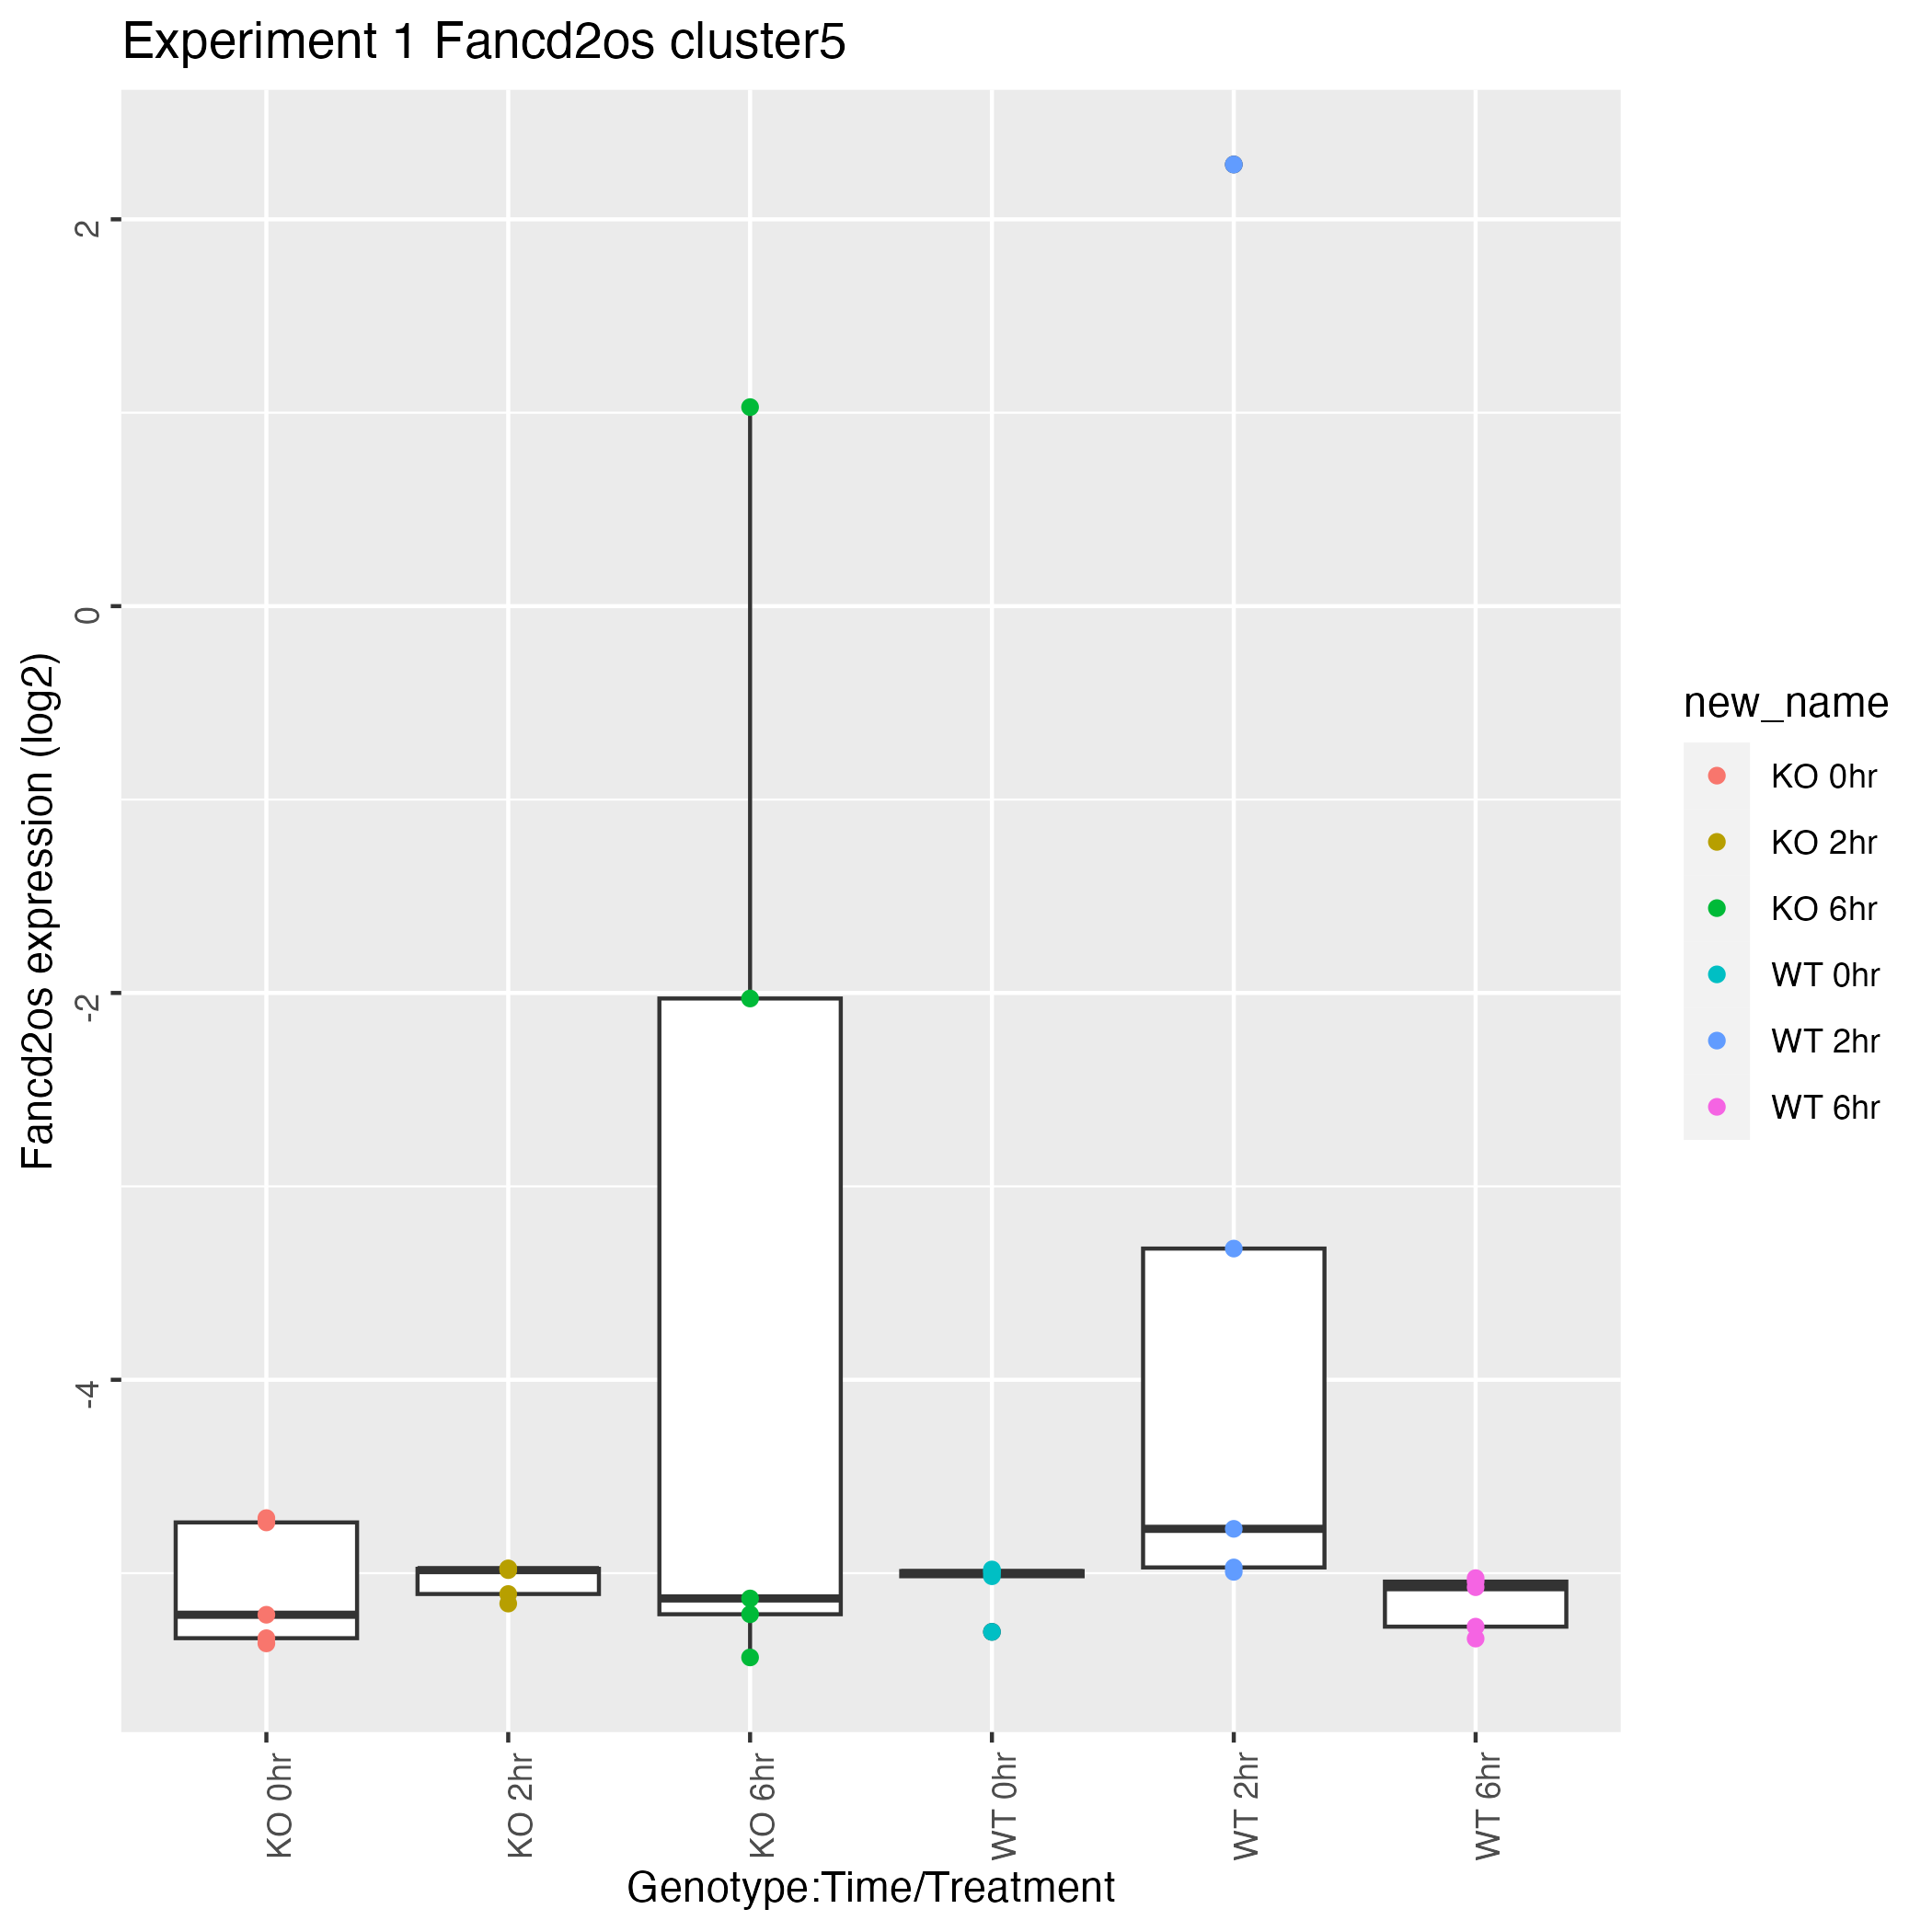 Experiment 1 Fancd2os cluster5
Fancd2os expression (log2)
2
0
-2
-4
KO 0hr
KO 2hr
KO 6hr
WT 0hr
WT 2hr
WT 6hr
Genotype:Time/Treatment
new_name
KO 0hr
KO 2hr
KO 6hr
WT 0hr
WT 2hr
WT 6hr